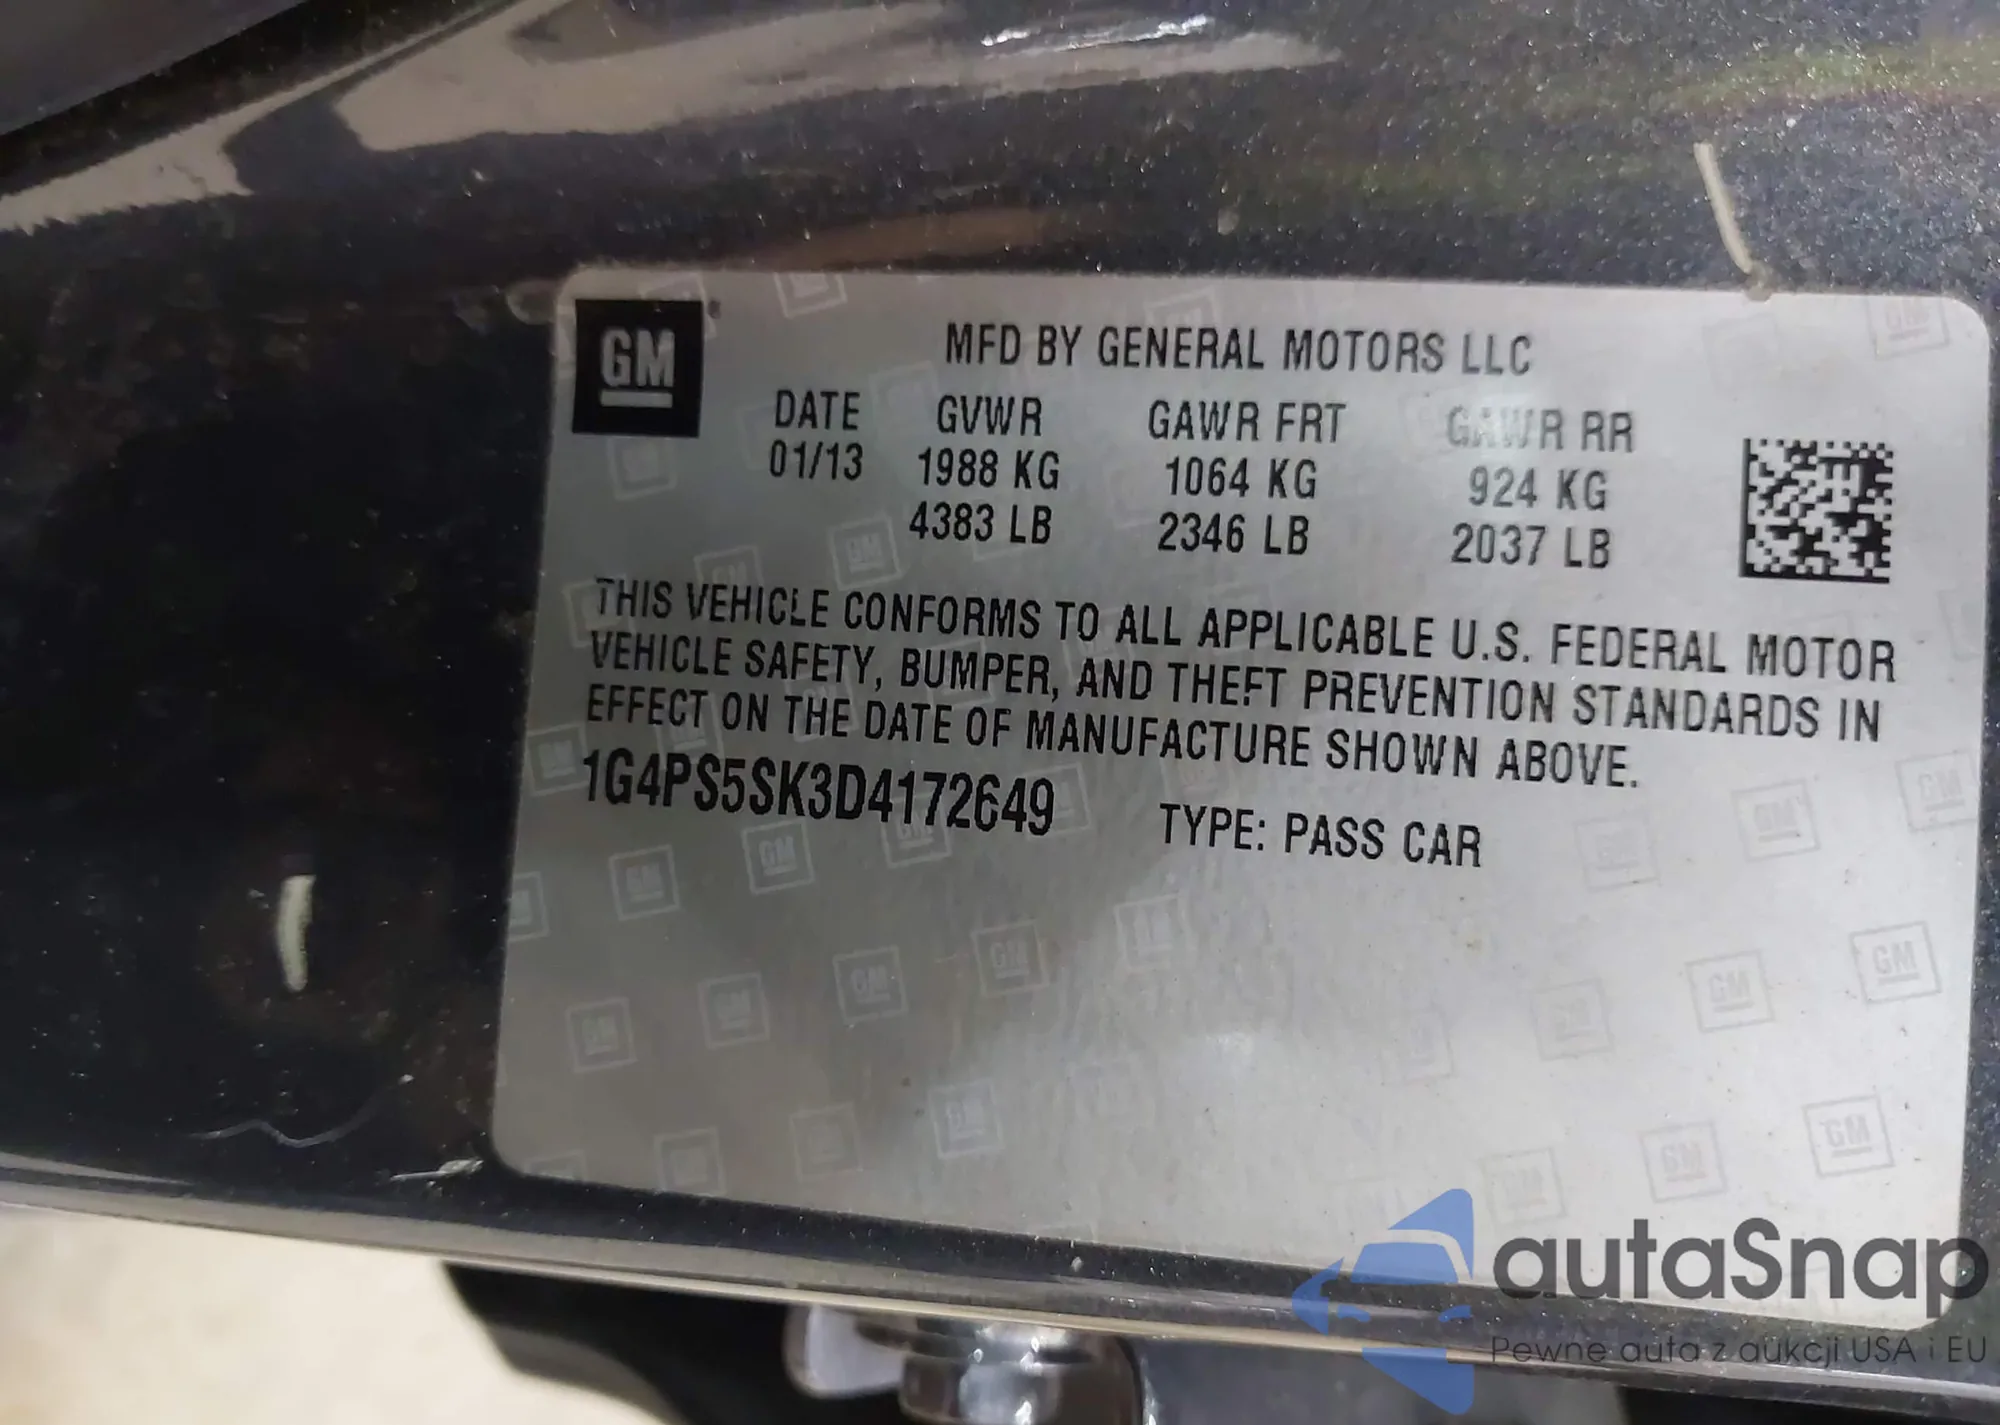 GM
MFD BY GENERAL MOTORS LLC
DATE GVWR GAWR FRT GAWR RR
01/13 1988 KG 1064 KG 924 KG
4383 LB 2346 LB 2037 LB
THIS VEHICLE CONFORMS TO ALL APPLICABLE U.S. FEDERAL MOTOR
VEHICLE SAFETY, BUMPER, AND THEFT PREVENTION STANDARDS IN
EFFECT ON THE DATE OF MANUFACTURE SHOWN ABOVE.
1G4PS5SK3D4172649 TYPE: PASS CAR
autaSnap
Pewne auta z aukcji USA i EU